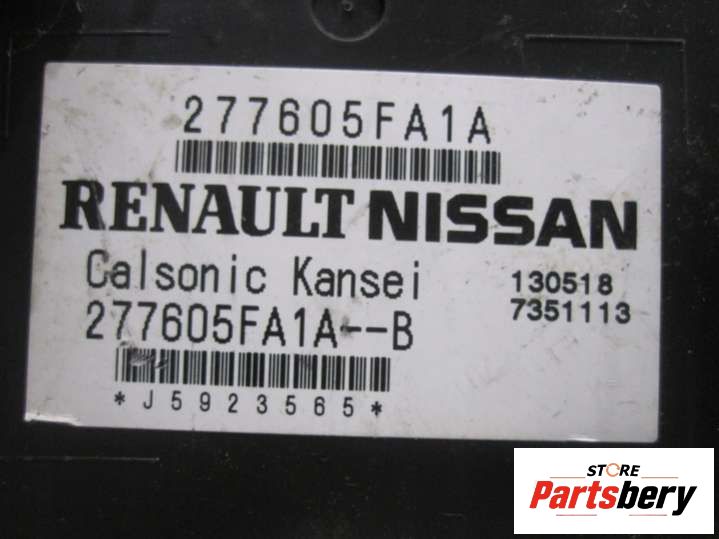 277605FA1A
RENAULT NISSAN
Calsonic Kansei 130518
277605FA1A--B 7351113
*J5923565*
STORE
Partsbery